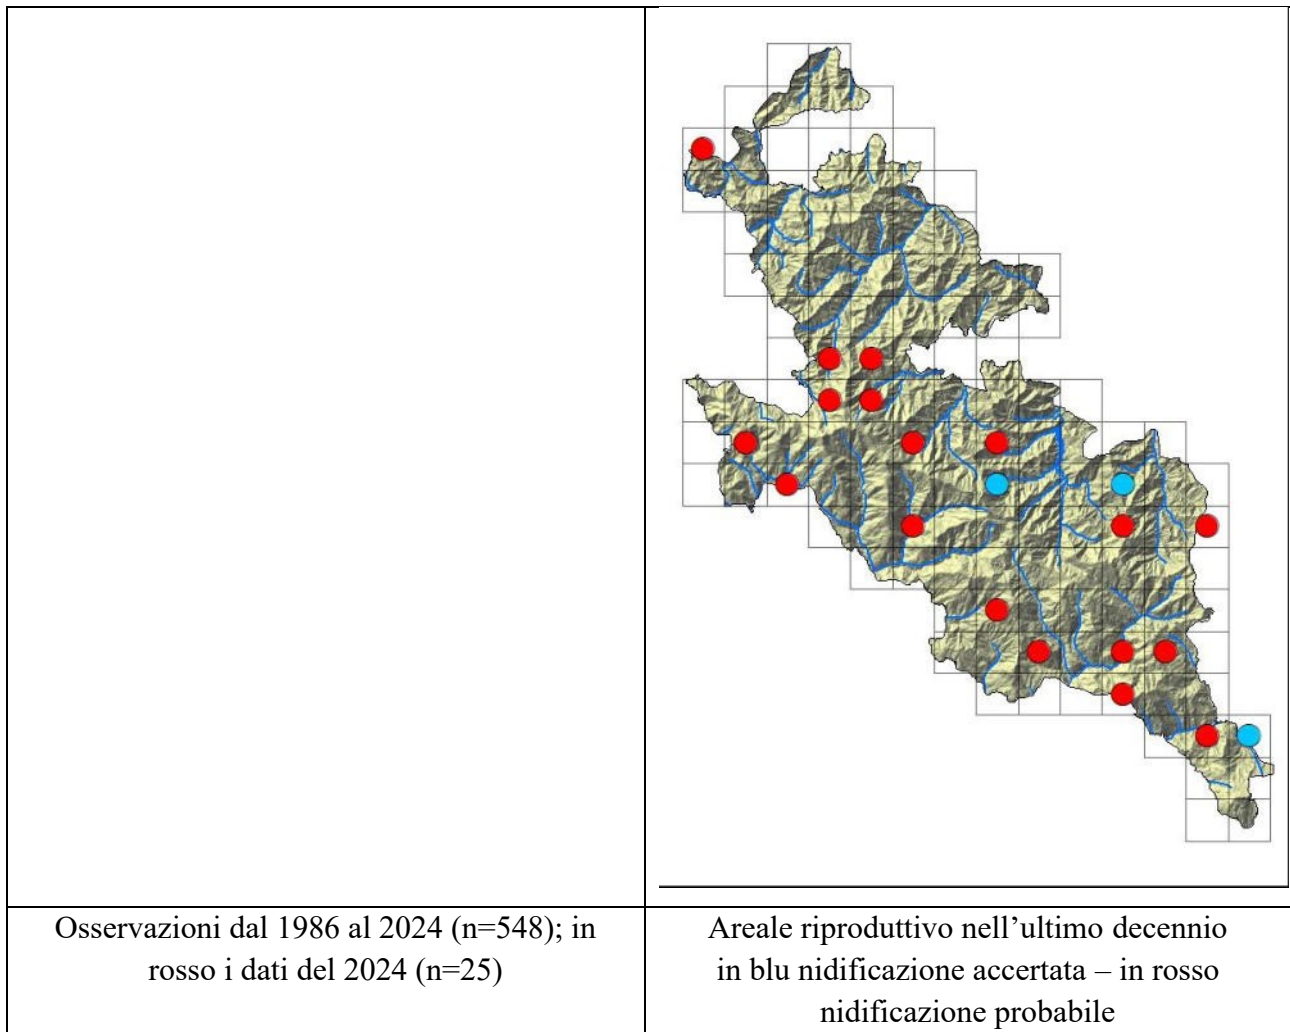 Osservazioni dal 1986 al 2024 (n=548); in
rosso i dati del 2024 (n=25)
Areale riproduttivo nell’ultimo decennio
in blu nidificazione accertata – in rosso
nidificazione probabile